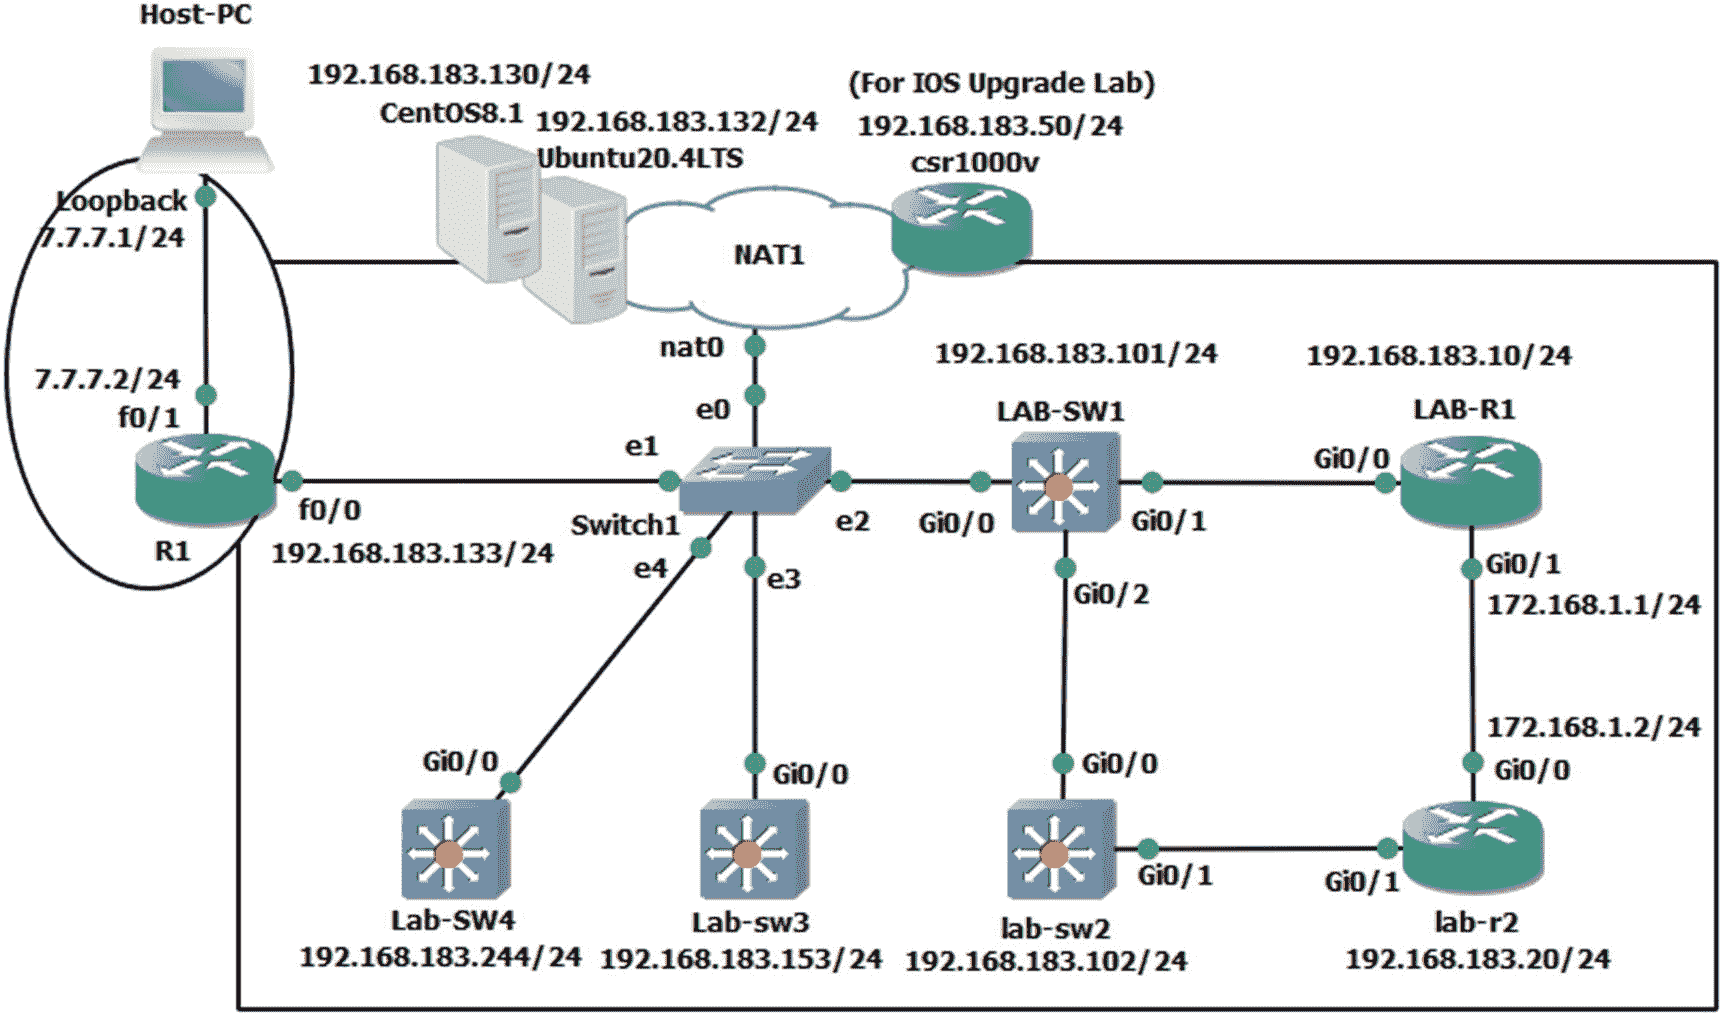 Host-PC
192.168.183.130/24
CentOS8.1
192.168.183.132/24
Ubuntu20.4LTS
(For IOS Upgrade Lab)
192.168.183.50/24
csr1000v
Loopback
7.7.7.1/24
NAT1
nat0
e0
7.7.7.2/24
f0/1
R1
f0/0
192.168.183.133/24
e1
Switch1
e2
e4
e3
192.168.183.101/24
LAB-SW1
Gi0/0
Gi0/1
Gi0/2
192.168.183.10/24
LAB-R1
Gi0/0
Gi0/1
172.168.1.1/24
172.168.1.2/24
Gi0/0
Gi0/0
Lab-SW4
192.168.183.244/24
Gi0/0
Lab-sw3
192.168.183.153/24
Gi0/0
Gi0/1
lab-sw2
192.168.183.102/24
Gi0/1
lab-r2
192.168.183.20/24